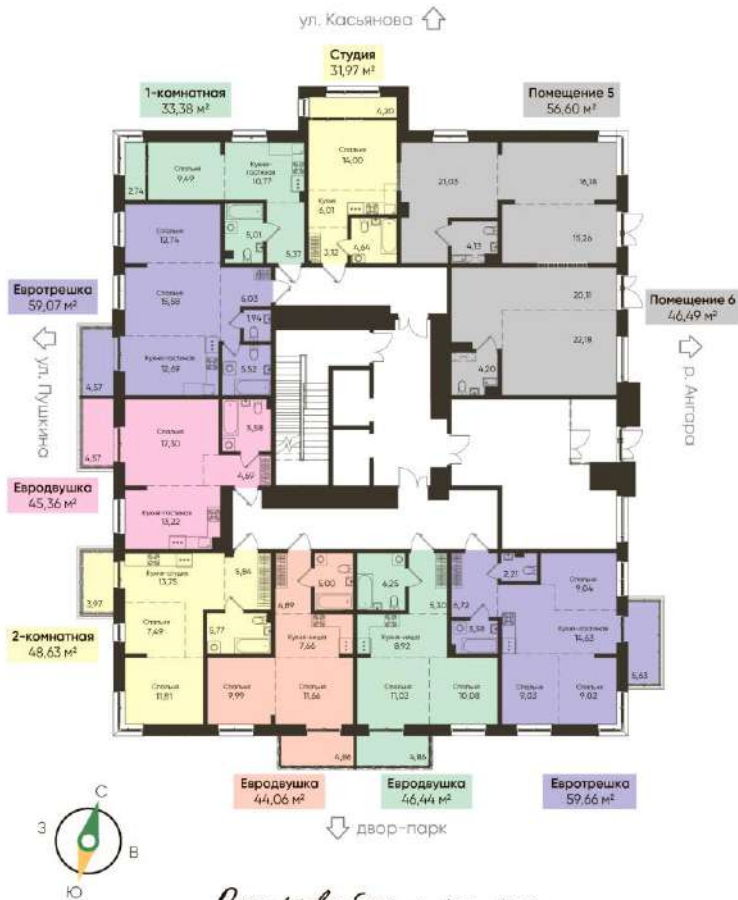 ул. Касьянова
Студия
31,97 м²
1-комнатная
33,38 м²
Помещение 5
56,60 м²
4,20
Спальня
14,00
Спальня
9,49
Кухня-гостиная
10,77
2,74
21,03
16,18
Кухня
6,01
5,01
5,37
3,12
4,64
4,13
15,26
Спальня
12,74
Евротрешка
59,07 м²
Спальня
15,58
6,03
1,94
20,11
Помещение 6
46,49 м²
22,18
ул. Пушкина
Кухня-гостиная
12,69
5,52
4,57
4,20
р. Ангара
4,57
Спальня
17,30
4,69
Евродвушка
45,36 м²
Кухня-гостиная
13,22
Кухня-ниша
13,75
5,84
3,97
4,89
5,00
4,25
5,30
6,72
2,21
Спальня
9,04
2-комнатная
48,63 м²
Спальня
7,49
5,77
Кухня-ниша
7,66
Кухня-ниша
8,92
Кухня-гостиная
14,63
5,63
Спальня
11,81
Спальня
9,99
Спальня
11,66
Спальня
11,03
Спальня
10,08
Спальня
9,03
Спальня
9,02
4,88
4,86
Евродвушка
44,06 м²
Евродвушка
46,44 м²
Евротрешка
59,66 м²
двор-парк
С
З
В
Ю